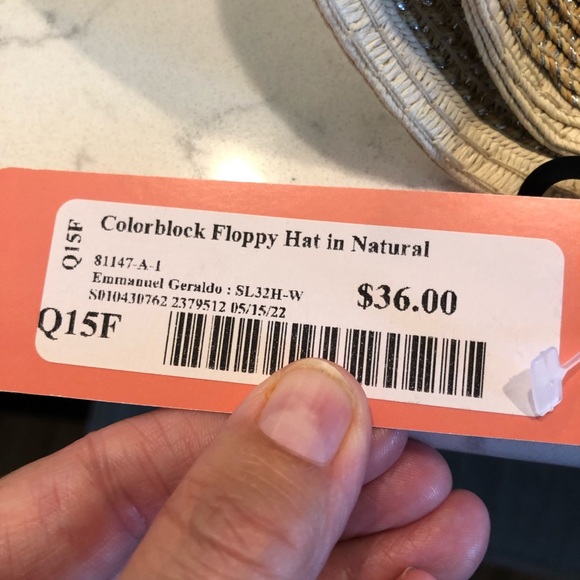 Q15F
Colorblock Floppy Hat in Natural
81147-A-1
Emmanuel Geraldo : SL32H-W
$36.00
S010430762 2379512 05/15/22
Q15F